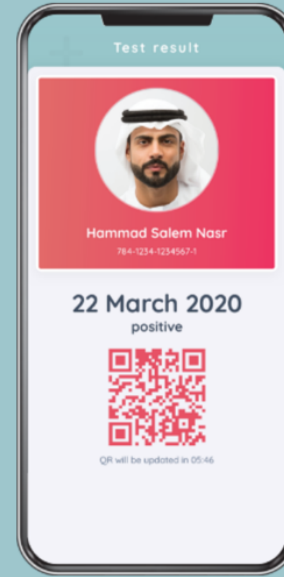 Test result
Hammad Salem Nasr
784-1234-1234567-1
22 March 2020
positive
QR will be updated in 05:46